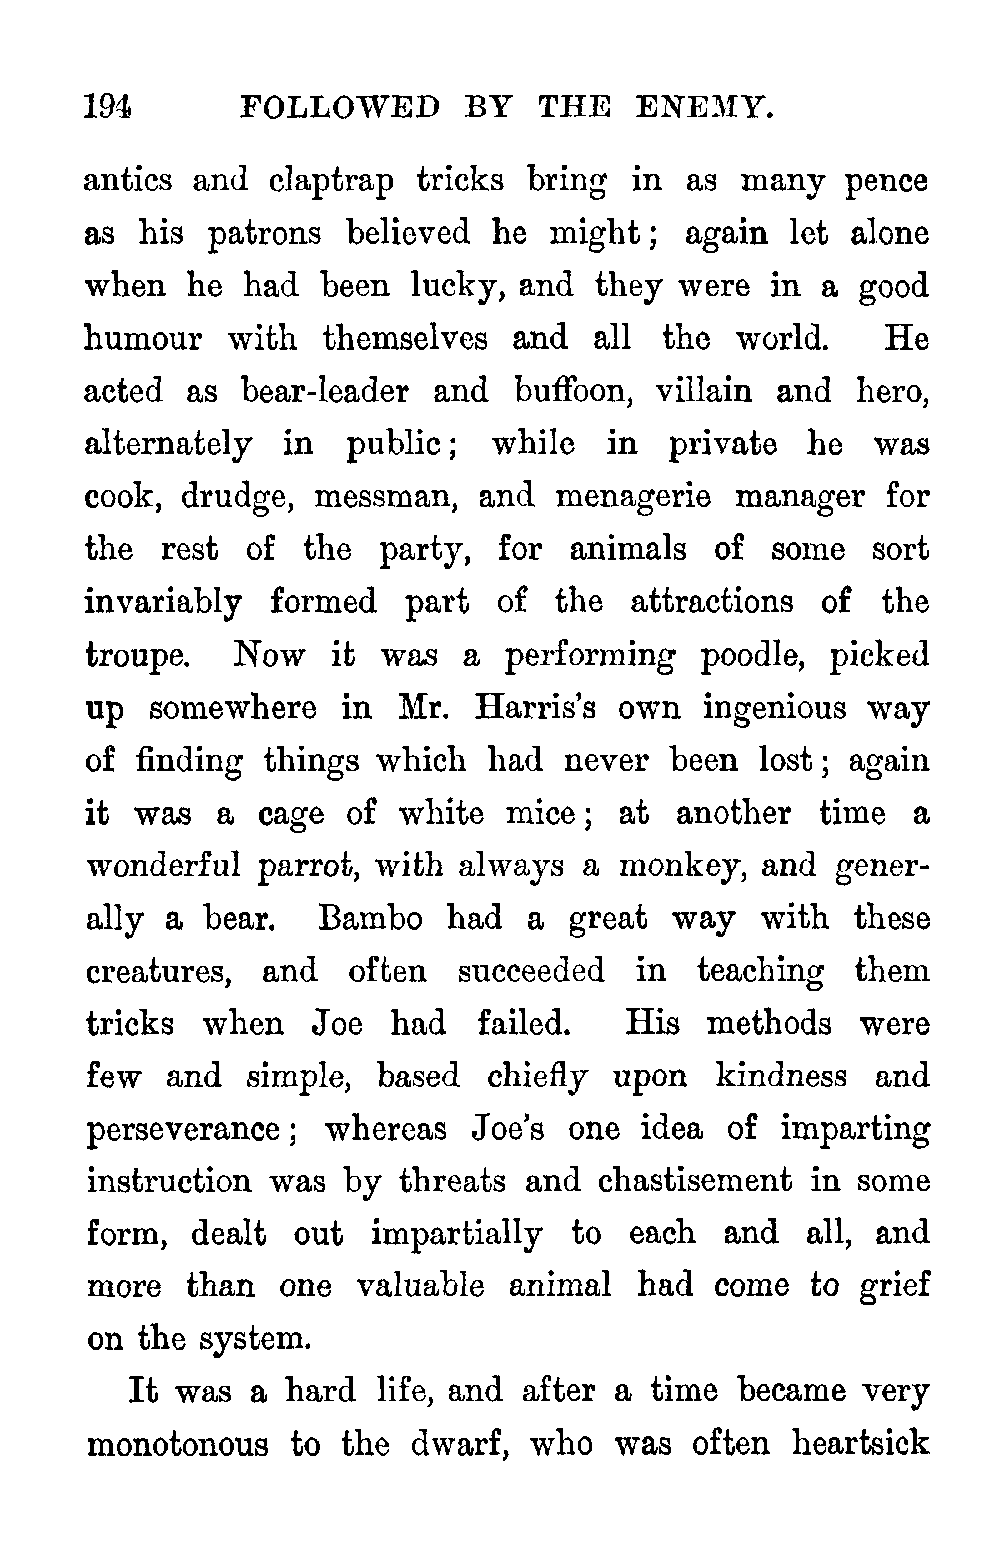 194 FOLLOWED BY THE ENEMY.
antics and claptrap tricks bring in as many pence
as his patrons believed he might; again let alone
when he had been lucky, and they were in a good
humour with themselves and all the world. He
acted as bear-leader and buffoon, villain and hero,
alternately in public; while in private he was
cook, drudge, messman, and menagerie manager for
the rest of the party, for animals of some sort
invariably formed part of the attractions of the
troupe. Now it was a performing poodle, picked
up somewhere in Mr. Harris's own ingenious way
of finding things which had never been lost; again
it was a cage of white mice; at another time a
wonderful parrot, with always a monkey, and gener-
ally a bear. Bambo had a great way with these
creatures, and often succeeded in teaching them
tricks when Joe had failed. His methods were
few and simple, based chiefly upon kindness and
perseverance; whereas Joe's one idea of imparting
instruction was by threats and chastisement in some
form, dealt out impartially to each and all, and
more than one valuable animal had come to grief
on the system.
It was a hard life, and after a time became very
monotonous to the dwarf, who was often heartsick